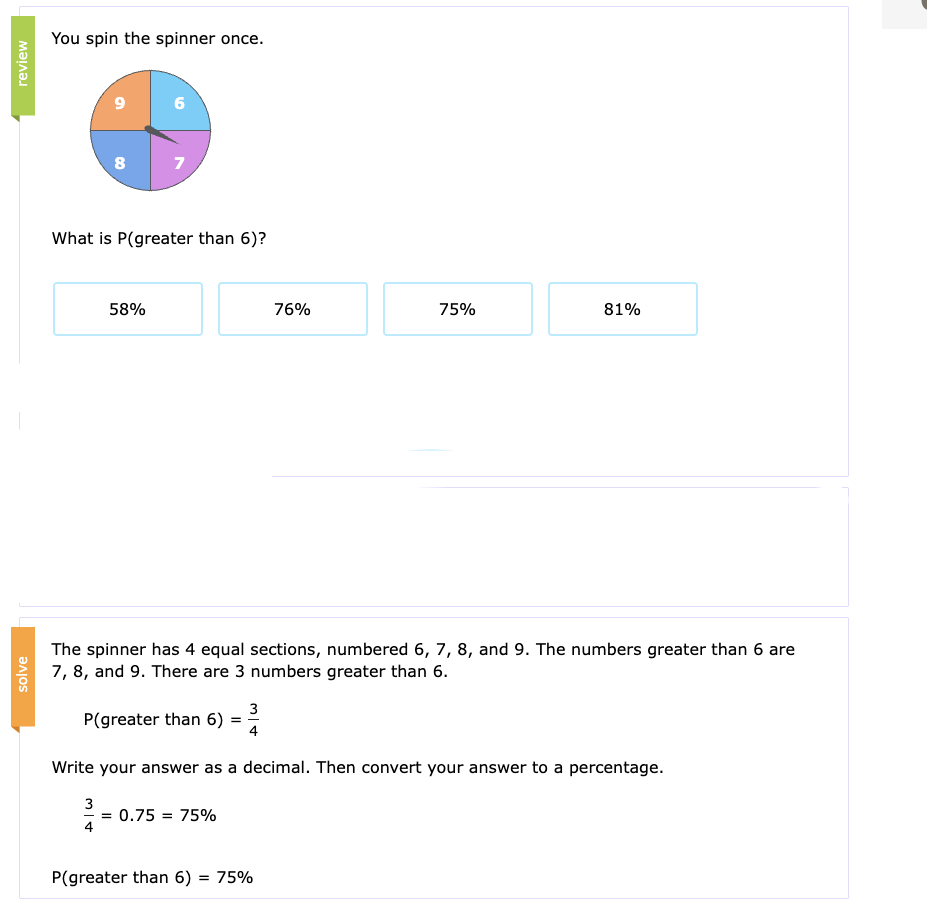 review
You spin the spinner once.
9 6
8 7
What is P(greater than 6)?
58% 76% 75% 81%
solve
The spinner has 4 equal sections, numbered 6, 7, 8, and 9. The numbers greater than 6 are
7, 8, and 9. There are 3 numbers greater than 6.
P(greater than 6) = 3/4
Write your answer as a decimal. Then convert your answer to a percentage.
3/4 = 0.75 = 75%
P(greater than 6) = 75%